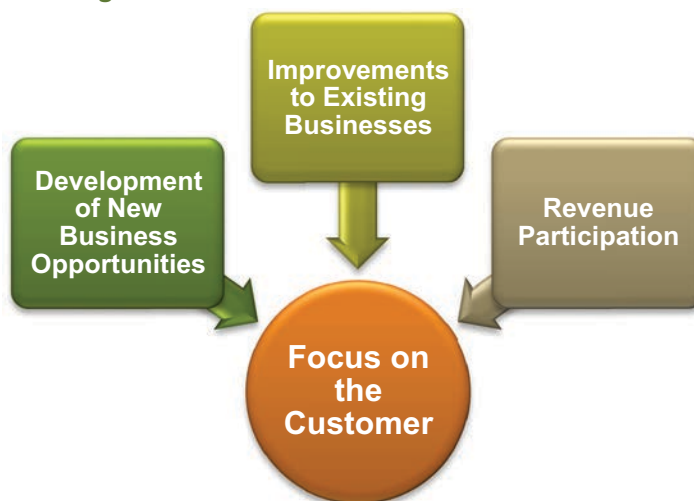 Improvements
to Existing
Businesses
Development
of New
Business
Opportunities
Revenue
Participation
Focus on
the
Customer